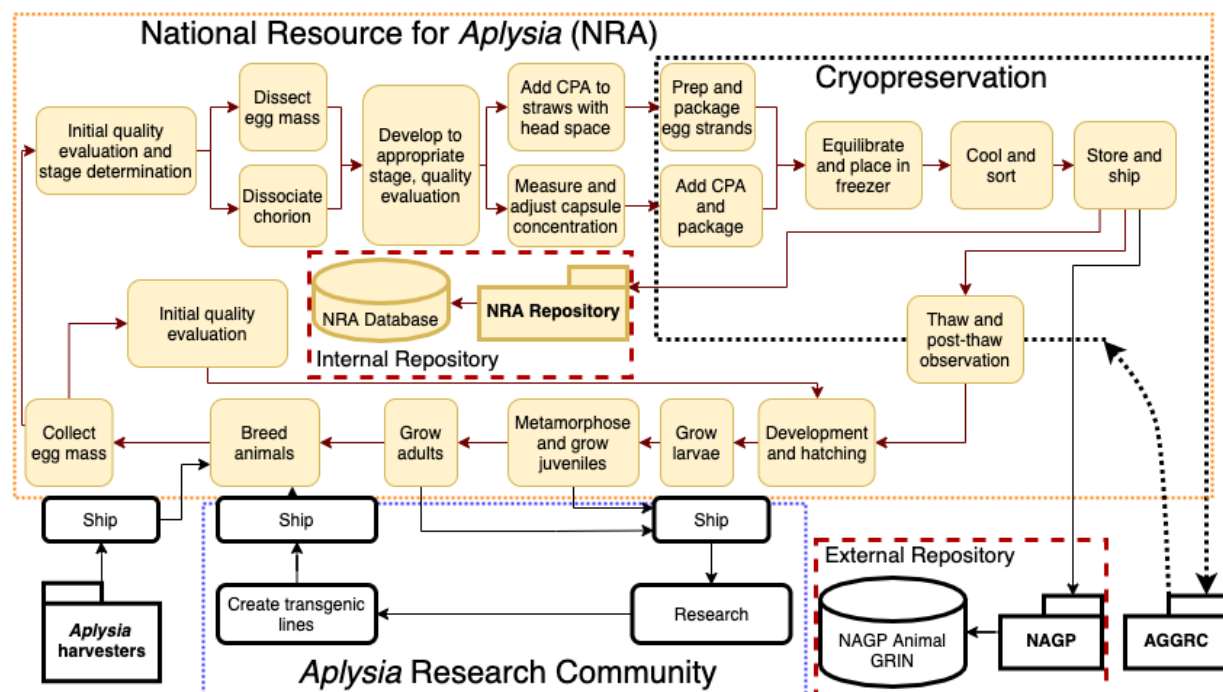 National Resource for Aplysia (NRA)
Cryopreservation
Initial quality
evaluation and
stage determination
Dissect
egg mass
Dissociate
chorion
Develop to
appropriate
stage, quality
evaluation
Add CPA to
straws with
head space
Measure and
adjust capsule
concentration
Prep and
package
egg strands
Add CPA
and
package
Equilibrate
and place in
freezer
Cool and
sort
Store and
ship
Initial quality
evaluation
NRA Database
NRA Repository
Internal Repository
Thaw and
post-thaw
observation
Collect
egg mass
Breed
animals
Grow
adults
Metamorphose
and grow
juveniles
Grow
larvae
Development
and hatching
Ship
Ship
Ship
Aplysia
harvesters
Create transgenic
lines
Research
Aplysia Research Community
External Repository
NAGP Animal
GRIN
NAGP
AGGRC